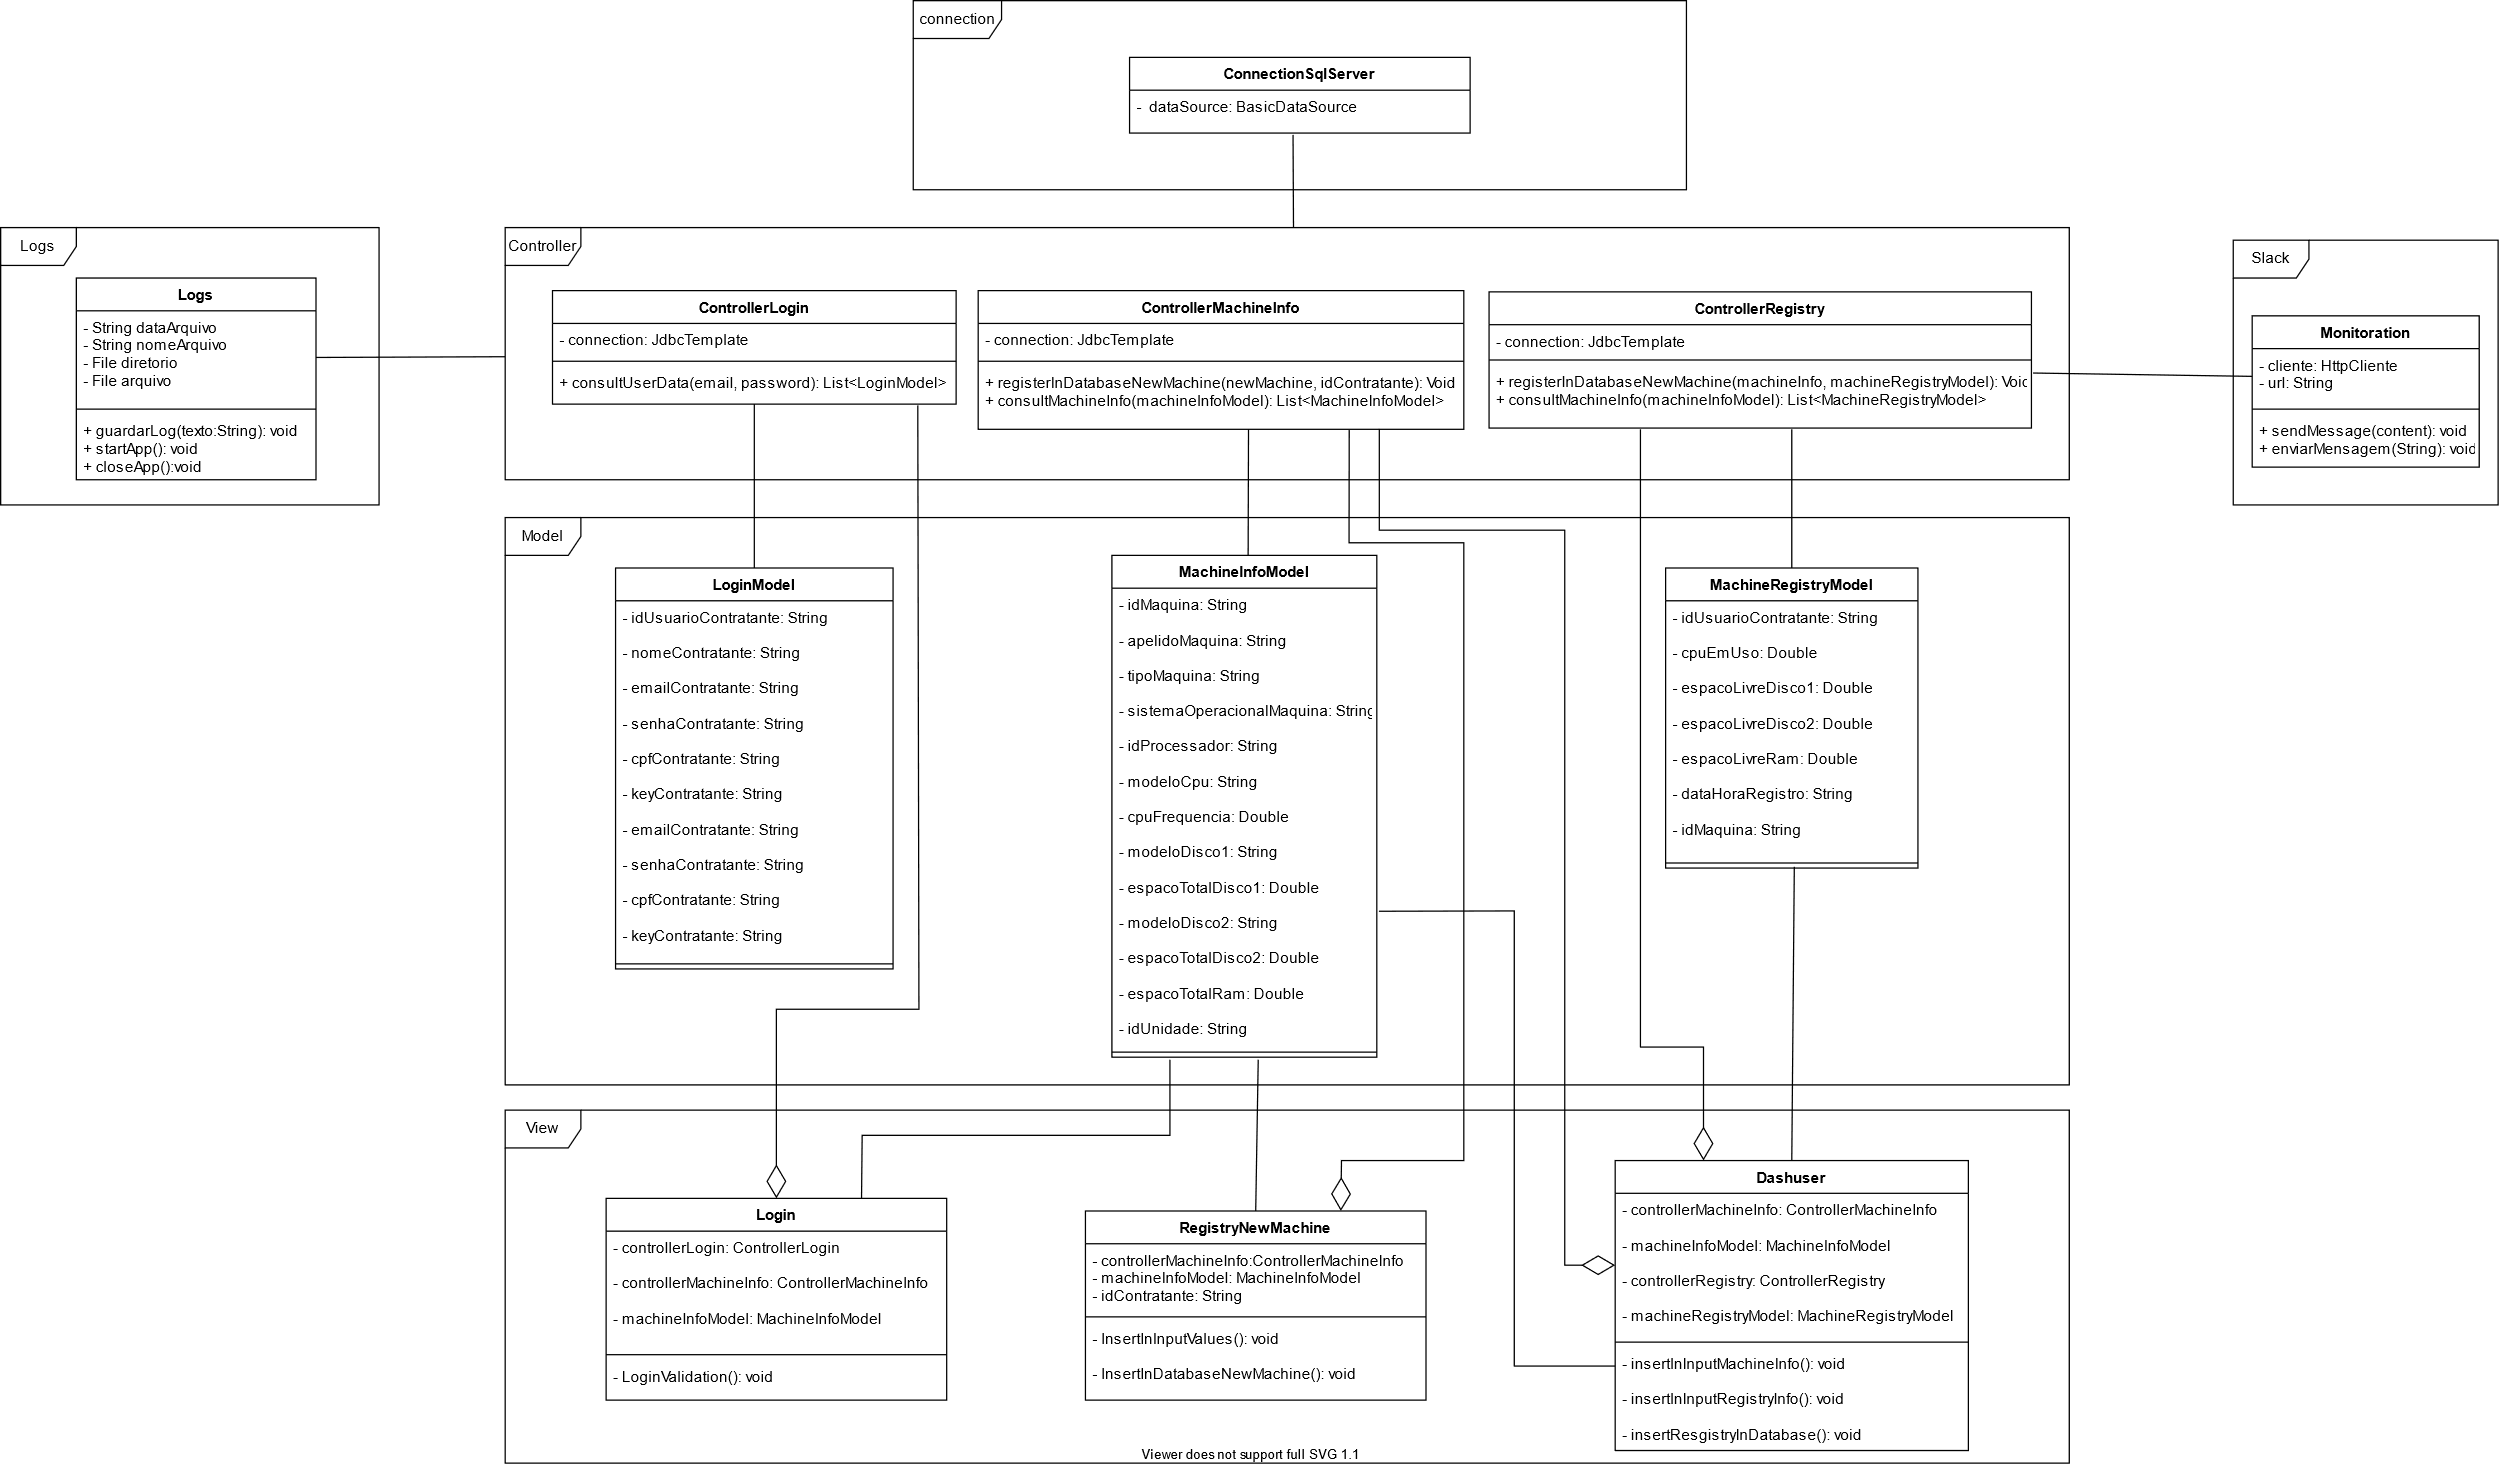 connection
ConnectionSqlServer
-  dataSource: BasicDataSource
Logs
Logs
- String dataArquivo
- String nomeArquivo
- File diretorio
- File arquivo
+ guardarLog(texto:String): void
+ startApp(): void
+ closeApp():void
Controller
ControllerLogin
- connection: JdbcTemplate
+ consultUserData(email, password): List<LoginModel>
ControllerMachineInfo
- connection: JdbcTemplate
+ registerInDatabaseNewMachine(newMachine, idContratante): Void
+ consultMachineInfo(machineInfoModel): List<MachineInfoModel>
ControllerRegistry
- connection: JdbcTemplate
+ registerInDatabaseNewMachine(machineInfo, machineRegistryModel): Void
+ consultMachineInfo(machineInfoModel): List<MachineRegistryModel>
Slack
Monitoration
- cliente: HttpCliente
- url: String
+ sendMessage(content): void
+ enviarMensagem(String): void
Model
LoginModel
- idUsuarioContratante: String
- nomeContratante: String
- emailContratante: String
- senhaContratante: String
- cpfContratante: String
- keyContratante: String
- emailContratante: String
- senhaContratante: String
- cpfContratante: String
- keyContratante: String
MachineInfoModel
- idMaquina: String
- apelidoMaquina: String
- tipoMaquina: String
- sistemaOperacionalMaquina: String
- idProcessador: String
- modeloCpu: String
- cpuFrequencia: Double
- modeloDisco1: String
- espacoTotalDisco1: Double
- modeloDisco2: String
- espacoTotalDisco2: Double
- espacoTotalRam: Double
- idUnidade: String
MachineRegistryModel
- idUsuarioContratante: String
- cpuEmUso: Double
- espacoLivreDisco1: Double
- espacoLivreDisco2: Double
- espacoLivreRam: Double
- dataHoraRegistro: String
- idMaquina: String
View
Login
- controllerLogin: ControllerLogin
- controllerMachineInfo: ControllerMachineInfo
- machineInfoModel: MachineInfoModel
- LoginValidation(): void
RegistryNewMachine
- controllerMachineInfo:ControllerMachineInfo
- machineInfoModel: MachineInfoModel
- idContratante: String
- InsertInInputValues(): void
- InsertInDatabaseNewMachine(): void
Dashuser
- controllerMachineInfo: ControllerMachineInfo
- machineInfoModel: MachineInfoModel
- controllerRegistry: ControllerRegistry
- machineRegistryModel: MachineRegistryModel
- insertInInputMachineInfo(): void
- insertInInputRegistryInfo(): void
- insertResgistryInDatabase(): void
Viewer does not support full SVG 1.1